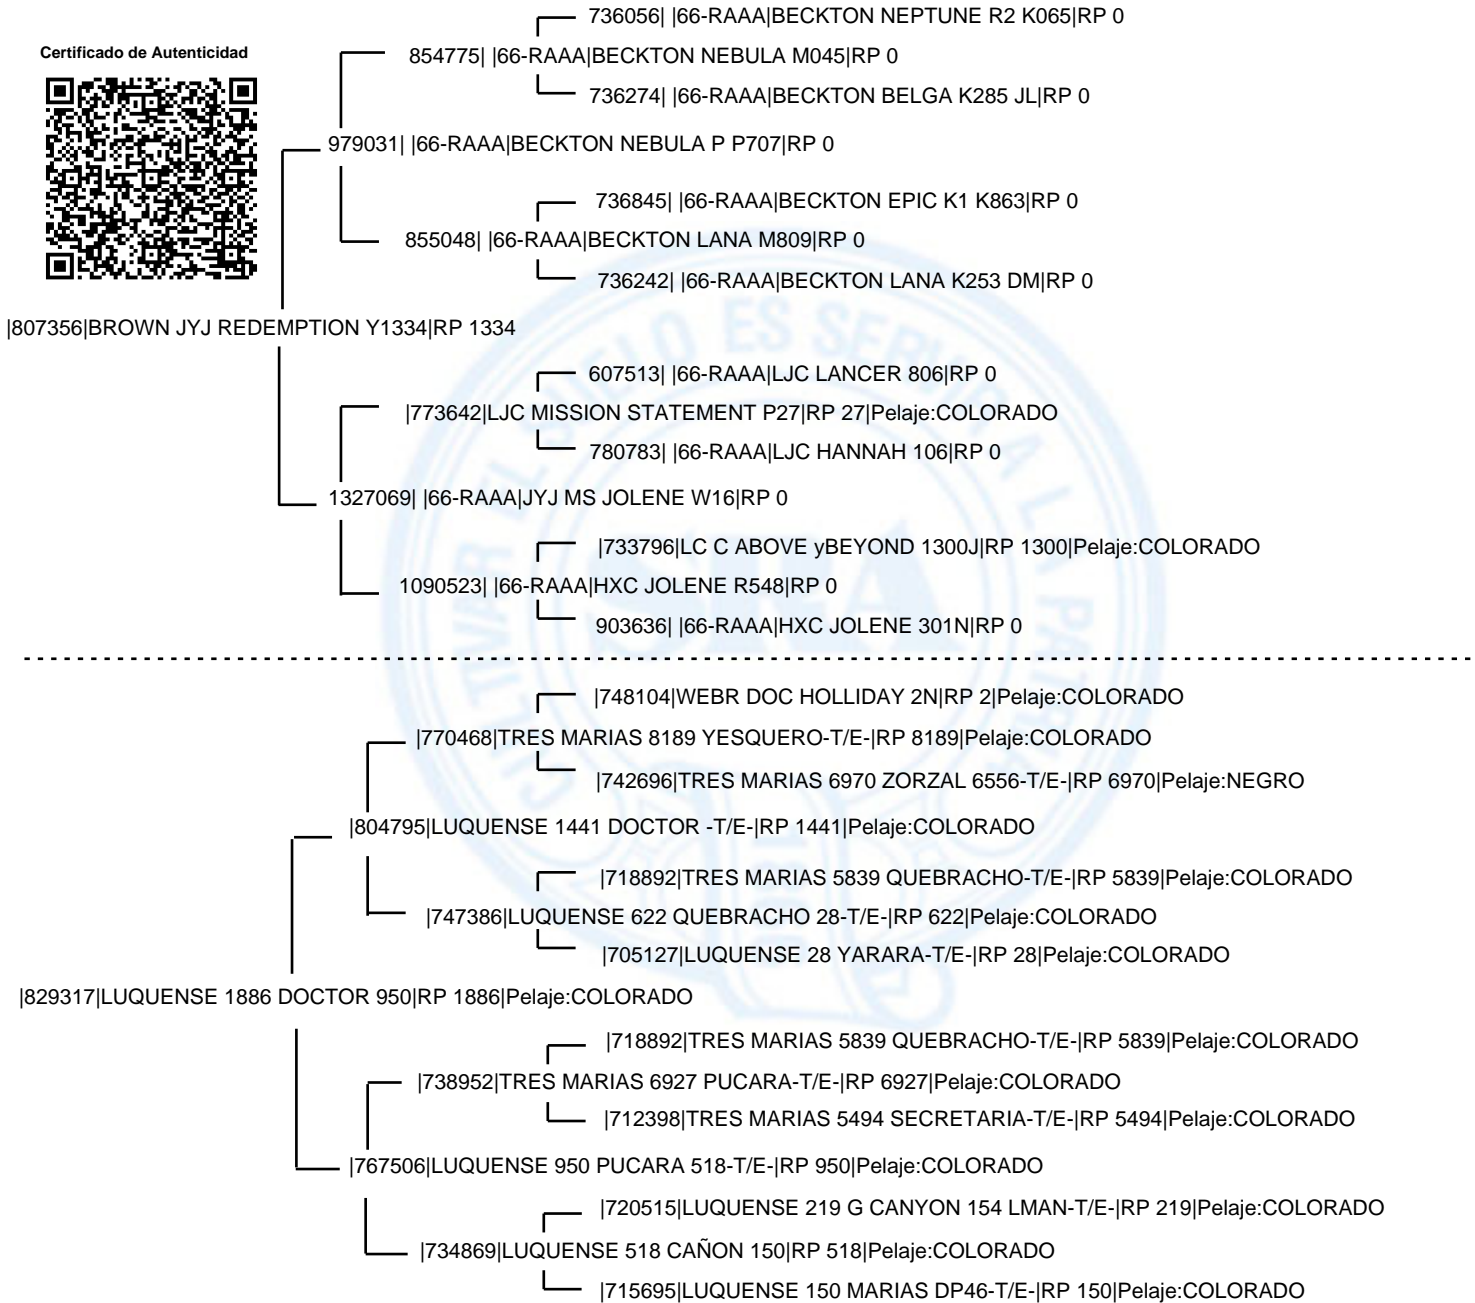 736056| |66-RAAA|BECKTON NEPTUNE R2 K065|RP 0
Certificado de Autenticidad
854775| |66-RAAA|BECKTON NEBULA M045|RP 0
736274| |66-RAAA|BECKTON BELGA K285 JL|RP 0
979031| |66-RAAA|BECKTON NEBULA P P707|RP 0
736845| |66-RAAA|BECKTON EPIC K1 K863|RP 0
855048| |66-RAAA|BECKTON LANA M809|RP 0
736242| |66-RAAA|BECKTON LANA K253 DM|RP 0
|807356|BROWN JYJ REDEMPTION Y1334|RP 1334
607513| |66-RAAA|LJC LANCER 806|RP 0
|773642|LJC MISSION STATEMENT P27|RP 27|Pelaje:COLORADO
780783| |66-RAAA|LJC HANNAH 106|RP 0
1327069| |66-RAAA|JYJ MS JOLENE W16|RP 0
|733796|LC C ABOVE yBEYOND 1300J|RP 1300|Pelaje:COLORADO
1090523| |66-RAAA|HXC JOLENE R548|RP 0
903636| |66-RAAA|HXC JOLENE 301N|RP 0
CULTIVAR EL SUELO ES SERVIR A LA PATRIA
SRA
1866
|748104|WEBR DOC HOLLIDAY 2N|RP 2|Pelaje:COLORADO
|770468|TRES MARIAS 8189 YESQUERO-T/E-|RP 8189|Pelaje:COLORADO
|742696|TRES MARIAS 6970 ZORZAL 6556-T/E-|RP 6970|Pelaje:NEGRO
|804795|LUQUENSE 1441 DOCTOR -T/E-|RP 1441|Pelaje:COLORADO
|718892|TRES MARIAS 5839 QUEBRACHO-T/E-|RP 5839|Pelaje:COLORADO
|747386|LUQUENSE 622 QUEBRACHO 28-T/E-|RP 622|Pelaje:COLORADO
|705127|LUQUENSE 28 YARARA-T/E-|RP 28|Pelaje:COLORADO
|829317|LUQUENSE 1886 DOCTOR 950|RP 1886|Pelaje:COLORADO
|718892|TRES MARIAS 5839 QUEBRACHO-T/E-|RP 5839|Pelaje:COLORADO
|738952|TRES MARIAS 6927 PUCARA-T/E-|RP 6927|Pelaje:COLORADO
|712398|TRES MARIAS 5494 SECRETARIA-T/E-|RP 5494|Pelaje:COLORADO
|767506|LUQUENSE 950 PUCARA 518-T/E-|RP 950|Pelaje:COLORADO
|720515|LUQUENSE 219 G CANYON 154 LMAN-T/E-|RP 219|Pelaje:COLORADO
|734869|LUQUENSE 518 CAÑON 150|RP 518|Pelaje:COLORADO
|715695|LUQUENSE 150 MARIAS DP46-T/E-|RP 150|Pelaje:COLORADO